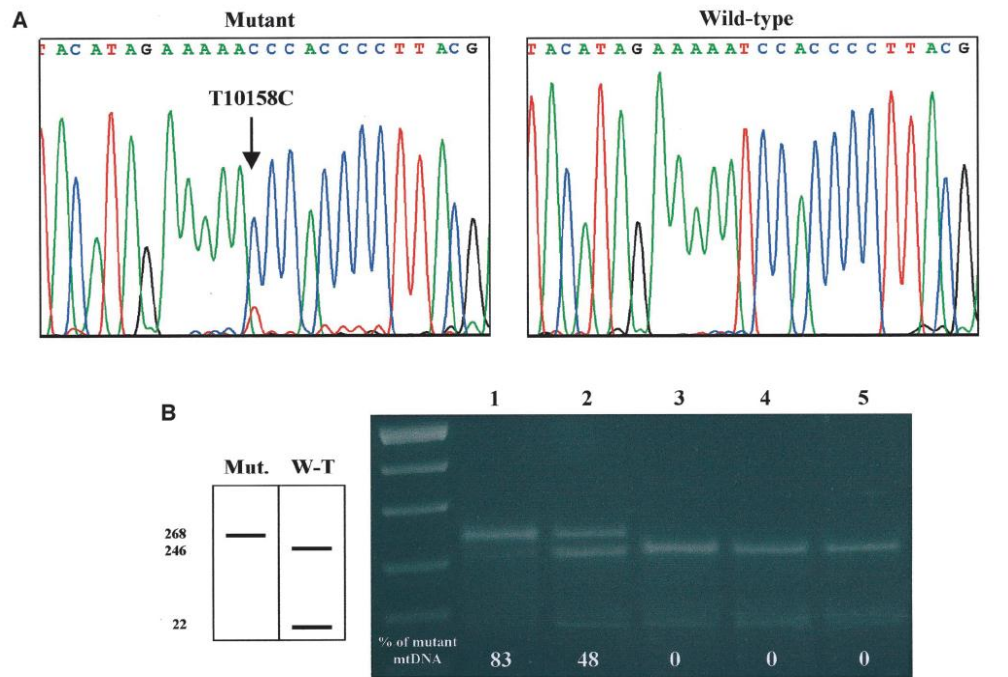 A
Mutant
T A C A T A G A A A A A C C C A C C C C T T A C G
T10158C
Wild-type
T A C A T A G A A A A A T C C A C C C C T T A C G
B
Mut. W-T
268
246
22
1 2 3 4 5
% of mutant
mtDNA
83 48 0 0 0